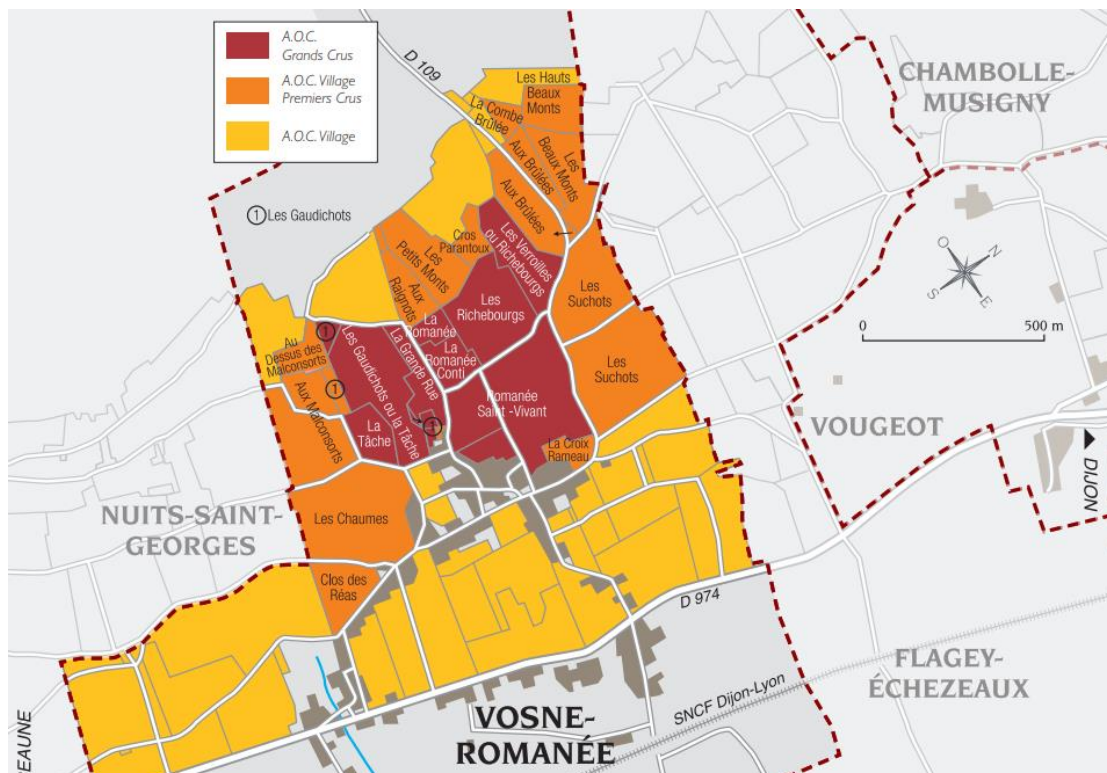 A.O.C.
Grands Crus
A.O.C. Village
Premiers Crus
A.O.C. Village
D 109
Les Hauts
Beaux
Monts
La Combe
Brûlée
Les
Beaux Monts
Aux Brûlées
Aux Brûlées
CHAMBOLLE-
MUSIGNY
1 Les Gaudichots
Cros
Parantoux
Les Verroilles
ou Richebourgs
Les
Petits Monts
Aux
Raignots
Les
Richebourgs
Les
Suchots
N
O
E
S
0
500 m
La
Romanée
La
Romanée
Conti
La Grande Rue
Les Gaudichots ou la Tâche
1
Au
Dessus des
Malconsorts
1
Aux Malconsorts
La
Tâche
1
Romanée
Saint -Vivant
Les
Suchots
La Croix
Rameau
VOUGEOT
DIJON
NUITS-SAINT-
GEORGES
Les Chaumes
Clos des
Réas
D 974
FLAGEY-
ÉCHEZEAUX
SNCF Dijon-Lyon
VOSNE-
ROMANÉE
EAUNE